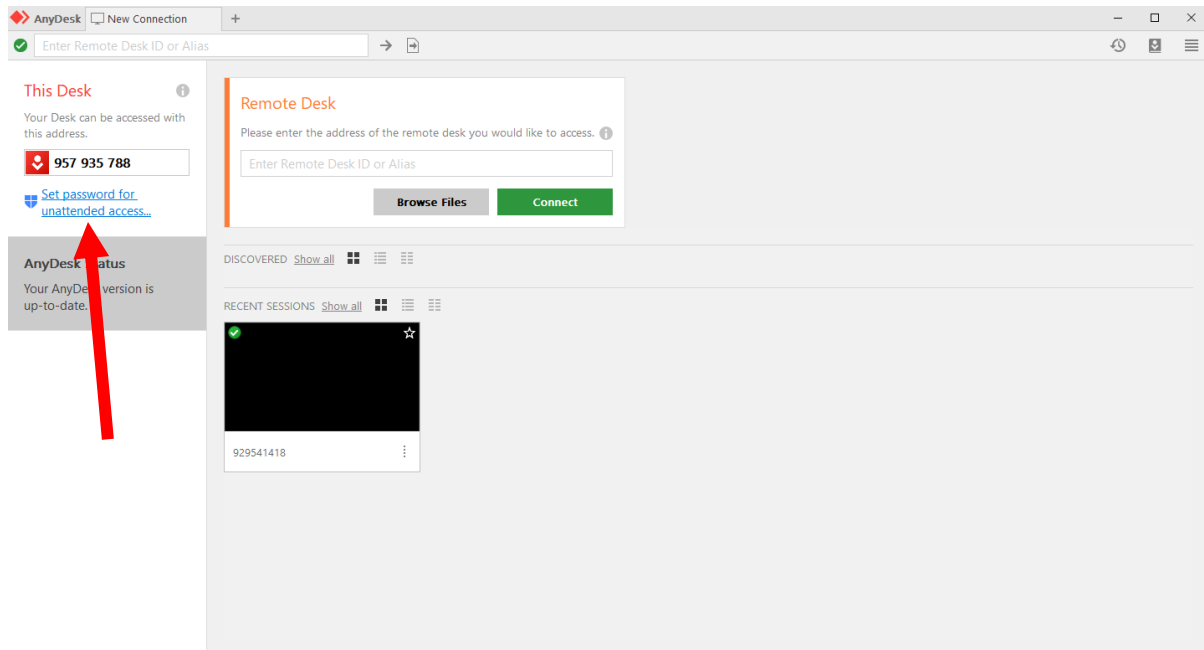 AnyDesk New Connection +
Enter Remote Desk ID or Alias
This Desk
Your Desk can be accessed with
this address.
957 935 788
Set password for
unattended access...
AnyDesk
Your AnyDe version is
up-to-date.
Remote Desk
Please enter the address of the remote desk you would like to access.
Enter Remote Desk ID or Alias
Browse Files Connect
DISCOVERED Show all
RECENT SESSIONS Show all
929541418